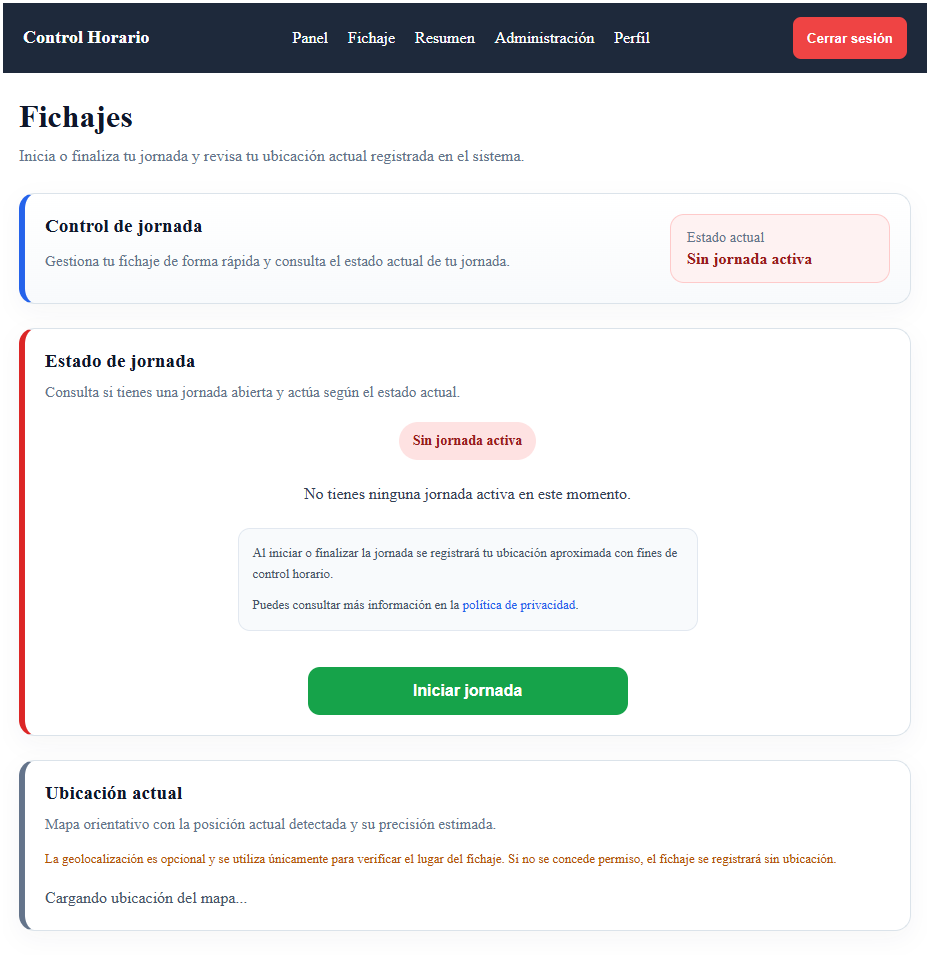 Control Horario
Panel
Fichaje
Resumen
Administración
Perfil
Cerrar sesión
Fichajes
Inicia o finaliza tu jornada y revisa tu ubicación actual registrada en el sistema.
Control de jornada
Gestiona tu fichaje de forma rápida y consulta el estado actual de tu jornada.
Estado actual
Sin jornada activa
Estado de jornada
Consulta si tienes una jornada abierta y actúa según el estado actual.
Sin jornada activa
No tienes ninguna jornada activa en este momento.
Al iniciar o finalizar la jornada se registrará tu ubicación aproximada con fines de
control horario.
Puedes consultar más información en la política de privacidad.
Iniciar jornada
Ubicación actual
Mapa orientativo con la posición actual detectada y su precisión estimada.
La geolocalización es opcional y se utiliza únicamente para verificar el lugar del fichaje. Si no se concede permiso, el fichaje se registrará sin ubicación.
Cargando ubicación del mapa...